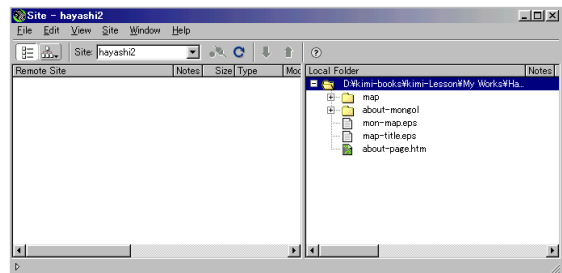 Site - hayashi2
File Edit View Site Window Help
Site: hayashi2
Remote Site Notes Size Type Moc
Local Folder Notes
D:¥kimi-books¥kimi-Lesson¥My Works¥Ha...
map
about-mongol
mon-map.eps
map-title.eps
about-page.htm